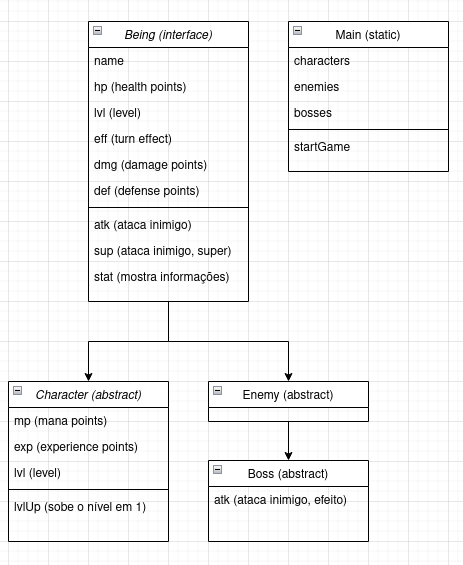 Being (interface)
name
hp (health points)
lvl (level)
eff (turn effect)
dmg (damage points)
def (defense points)
atk (ataca inimigo)
sup (ataca inimigo, super)
stat (mostra informações)
Main (static)
characters
enemies
bosses
startGame
Character (abstract)
mp (mana points)
exp (experience points)
lvl (level)
lvlUp (sobe o nível em 1)
Enemy (abstract)
Boss (abstract)
atk (ataca inimigo, efeito)